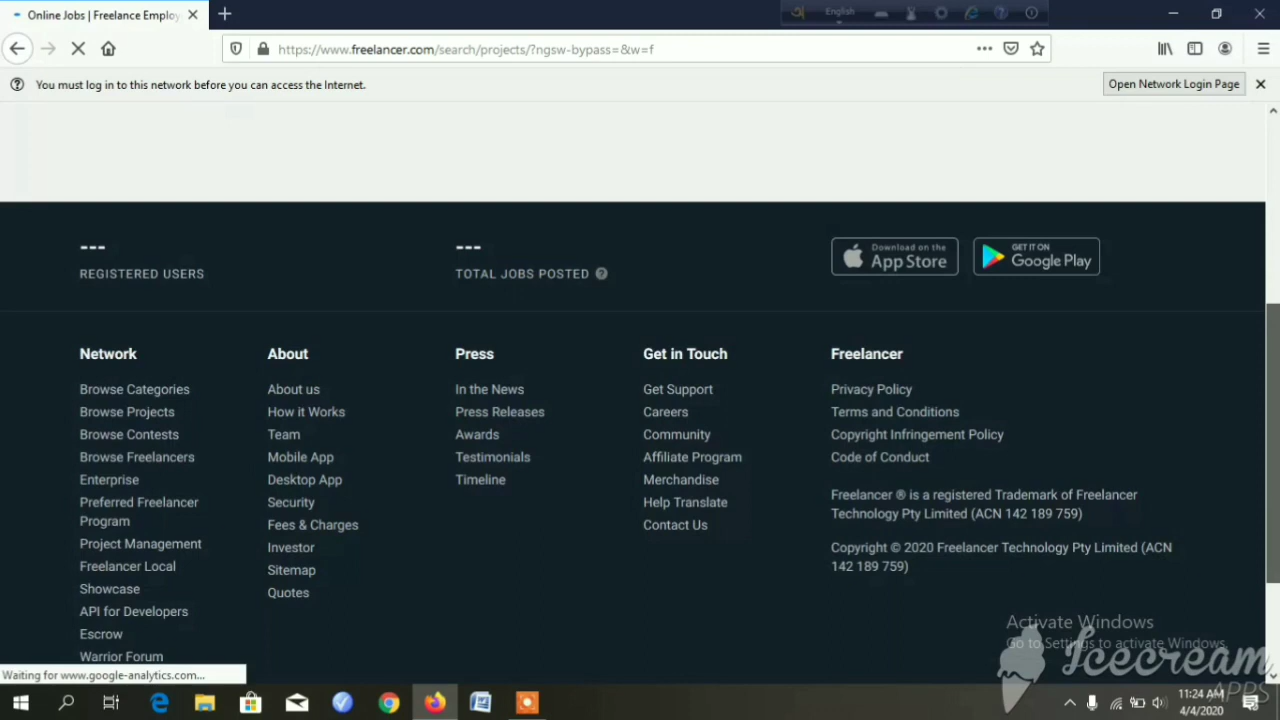 Online Jobs | Freelance Employ
English
https://www.freelancer.com/search/projects/?ngsw-bypass=&w=f
You must log in to this network before you can access the Internet.
Open Network Login Page
---
REGISTERED USERS
---
TOTAL JOBS POSTED
Download on the
App Store
GET IT ON
Google Play
Network
Browse Categories
Browse Projects
Browse Contests
Browse Freelancers
Enterprise
Preferred Freelancer
Program
Project Management
Freelancer Local
Showcase
API for Developers
Escrow
Warrior Forum
About
About us
How it Works
Team
Mobile App
Desktop App
Security
Fees & Charges
Investor
Sitemap
Quotes
Press
In the News
Press Releases
Awards
Testimonials
Timeline
Get in Touch
Get Support
Careers
Community
Affiliate Program
Merchandise
Help Translate
Contact Us
Freelancer
Privacy Policy
Terms and Conditions
Copyright Infringement Policy
Code of Conduct
Freelancer ® is a registered Trademark of Freelancer
Technology Pty Limited (ACN 142 189 759)
Copyright © 2020 Freelancer Technology Pty Limited (ACN
142 189 759)
Activate Windows
Go to Settings to activate Windows.
Icecream
APPS
Waiting for www.google-analytics.com...
11:24 AM
4/4/2020